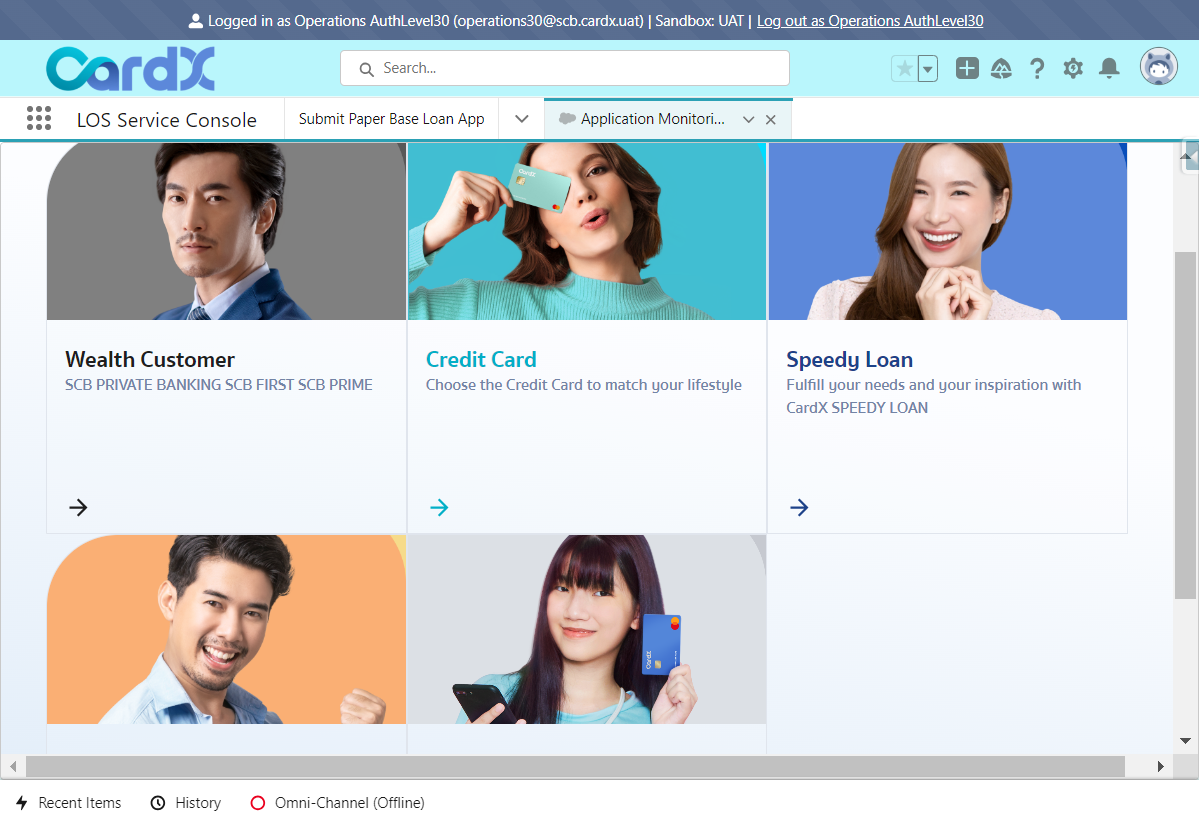 Logged in as Operations AuthLevel30 (operations30@scb.cardx.uat) | Sandbox: UAT | Log out as Operations AuthLevel30
CardX
Search...
LOS Service Console
Submit Paper Base Loan App
Application Monitori...
CardX
Wealth Customer
SCB PRIVATE BANKING SCB FIRST SCB PRIME
Credit Card
Choose the Credit Card to match your lifestyle
Speedy Loan
Fulfill your needs and your inspiration with
CardX SPEEDY LOAN
CardX
Recent Items
History
Omni-Channel (Offline)